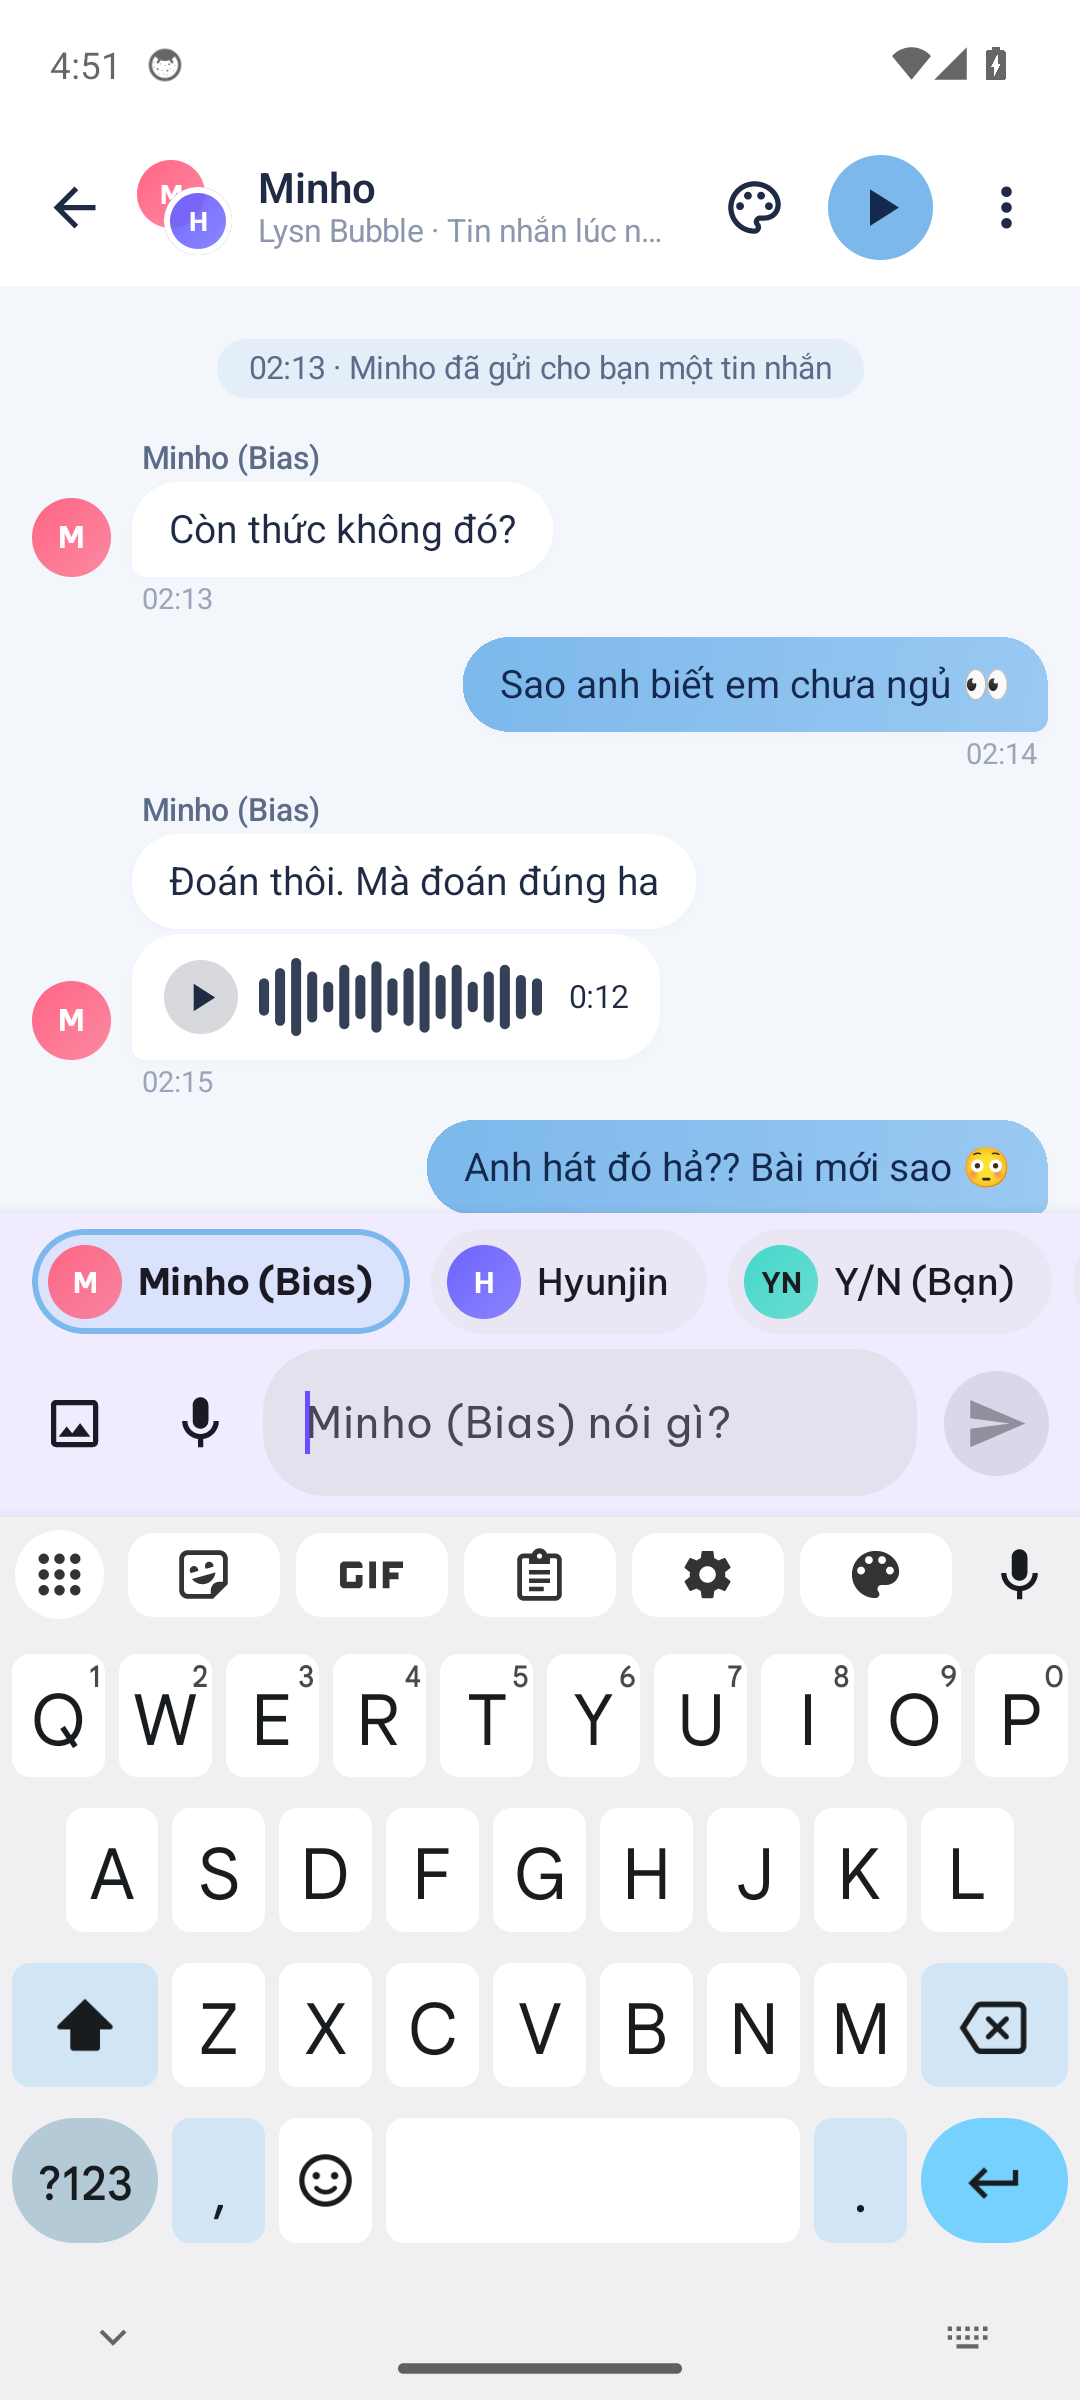 4:51
M
H
Minho
Lysn Bubble · Tin nhắn lúc n...
02:13 · Minho đã gửi cho bạn một tin nhắn
Minho (Bias)
M
Còn thức không đó?
02:13
Sao anh biết em chưa ngủ 👀
02:14
Minho (Bias)
Đoán thôi. Mà đoán đúng ha
M
0:12
02:15
Anh hát đó hả?? Bài mới sao 😳
M Minho (Bias) H Hyunjin YN Y/N (Bạn)
Minho (Bias) nói gì?
GIF
1 2 3 4 5 6 7 8 9 0
Q W E R T Y U I O P
A S D F G H J K L
Z X C V B N M
?123 , .